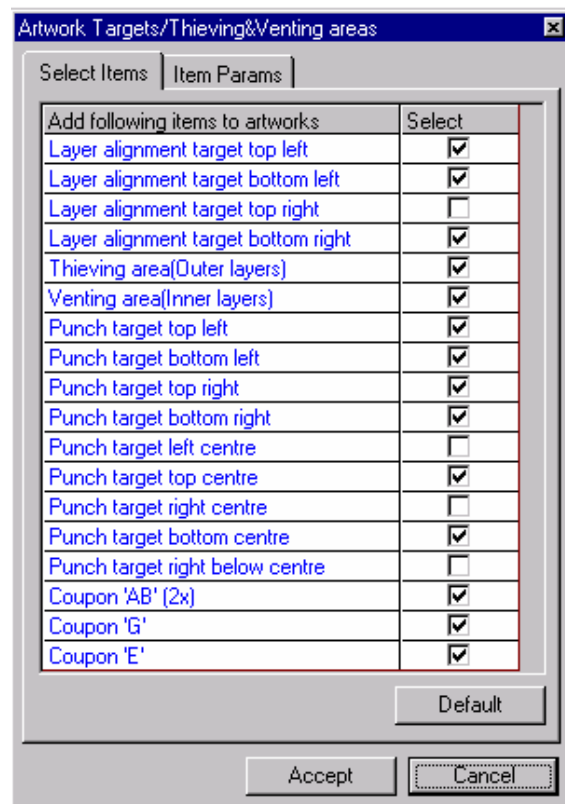 Artwork Targets/Thieving&Venting areas
Select Items Item Params
Add following items to artworks Select
Layer alignment target top left
Layer alignment target bottom left
Layer alignment target top right
Layer alignment target bottom right
Thieving area(Outer layers)
Venting area(Inner layers)
Punch target top left
Punch target bottom left
Punch target top right
Punch target bottom right
Punch target left centre
Punch target top centre
Punch target right centre
Punch target bottom centre
Punch target right below centre
Coupon 'AB' (2x)
Coupon 'G'
Coupon 'E'
Default
Accept Cancel